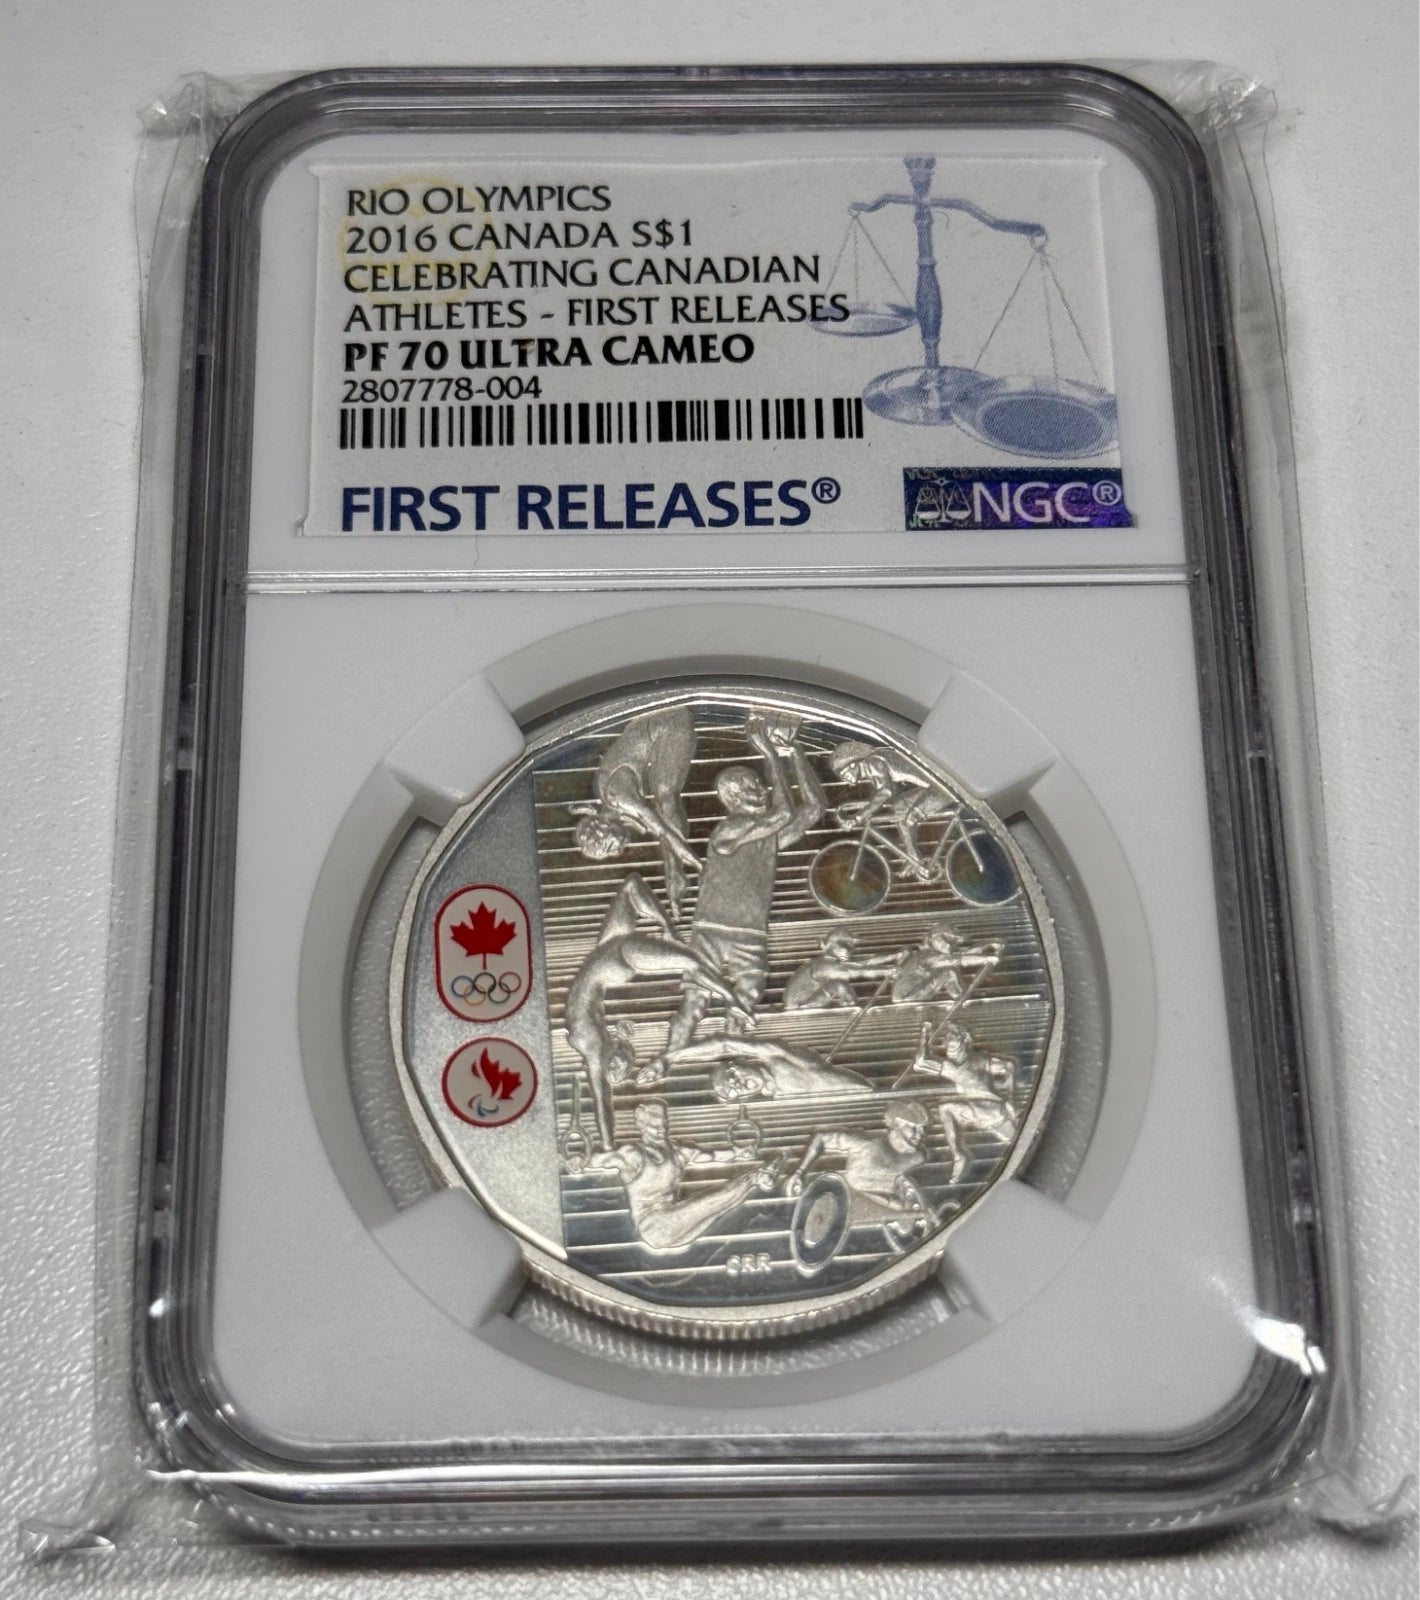 RIO OLYMPICS
2016 CANADA S$1
CELEBRATING CANADIAN
ATHLETES - FIRST RELEASES
PF 70 ULTRA CAMEO
2807778-004
FIRST RELEASES®
NGC®